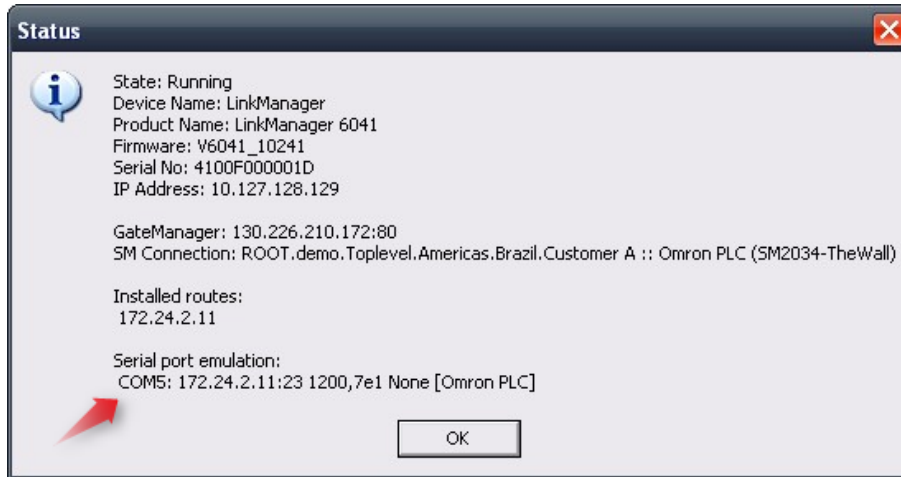 Status
State: Running
Device Name: LinkManager
Product Name: LinkManager 6041
Firmware: V6041_10241
Serial No: 4100F000001D
IP Address: 10.127.128.129
GateManager: 130.226.210.172:80
SM Connection: ROOT.demo.Toplevel.Americas.Brazil.Customer A :: Omron PLC (SM2034-TheWall)
Installed routes:
172.24.2.11
Serial port emulation:
COM5: 172.24.2.11:23 1200,7e1 None [Omron PLC]
OK